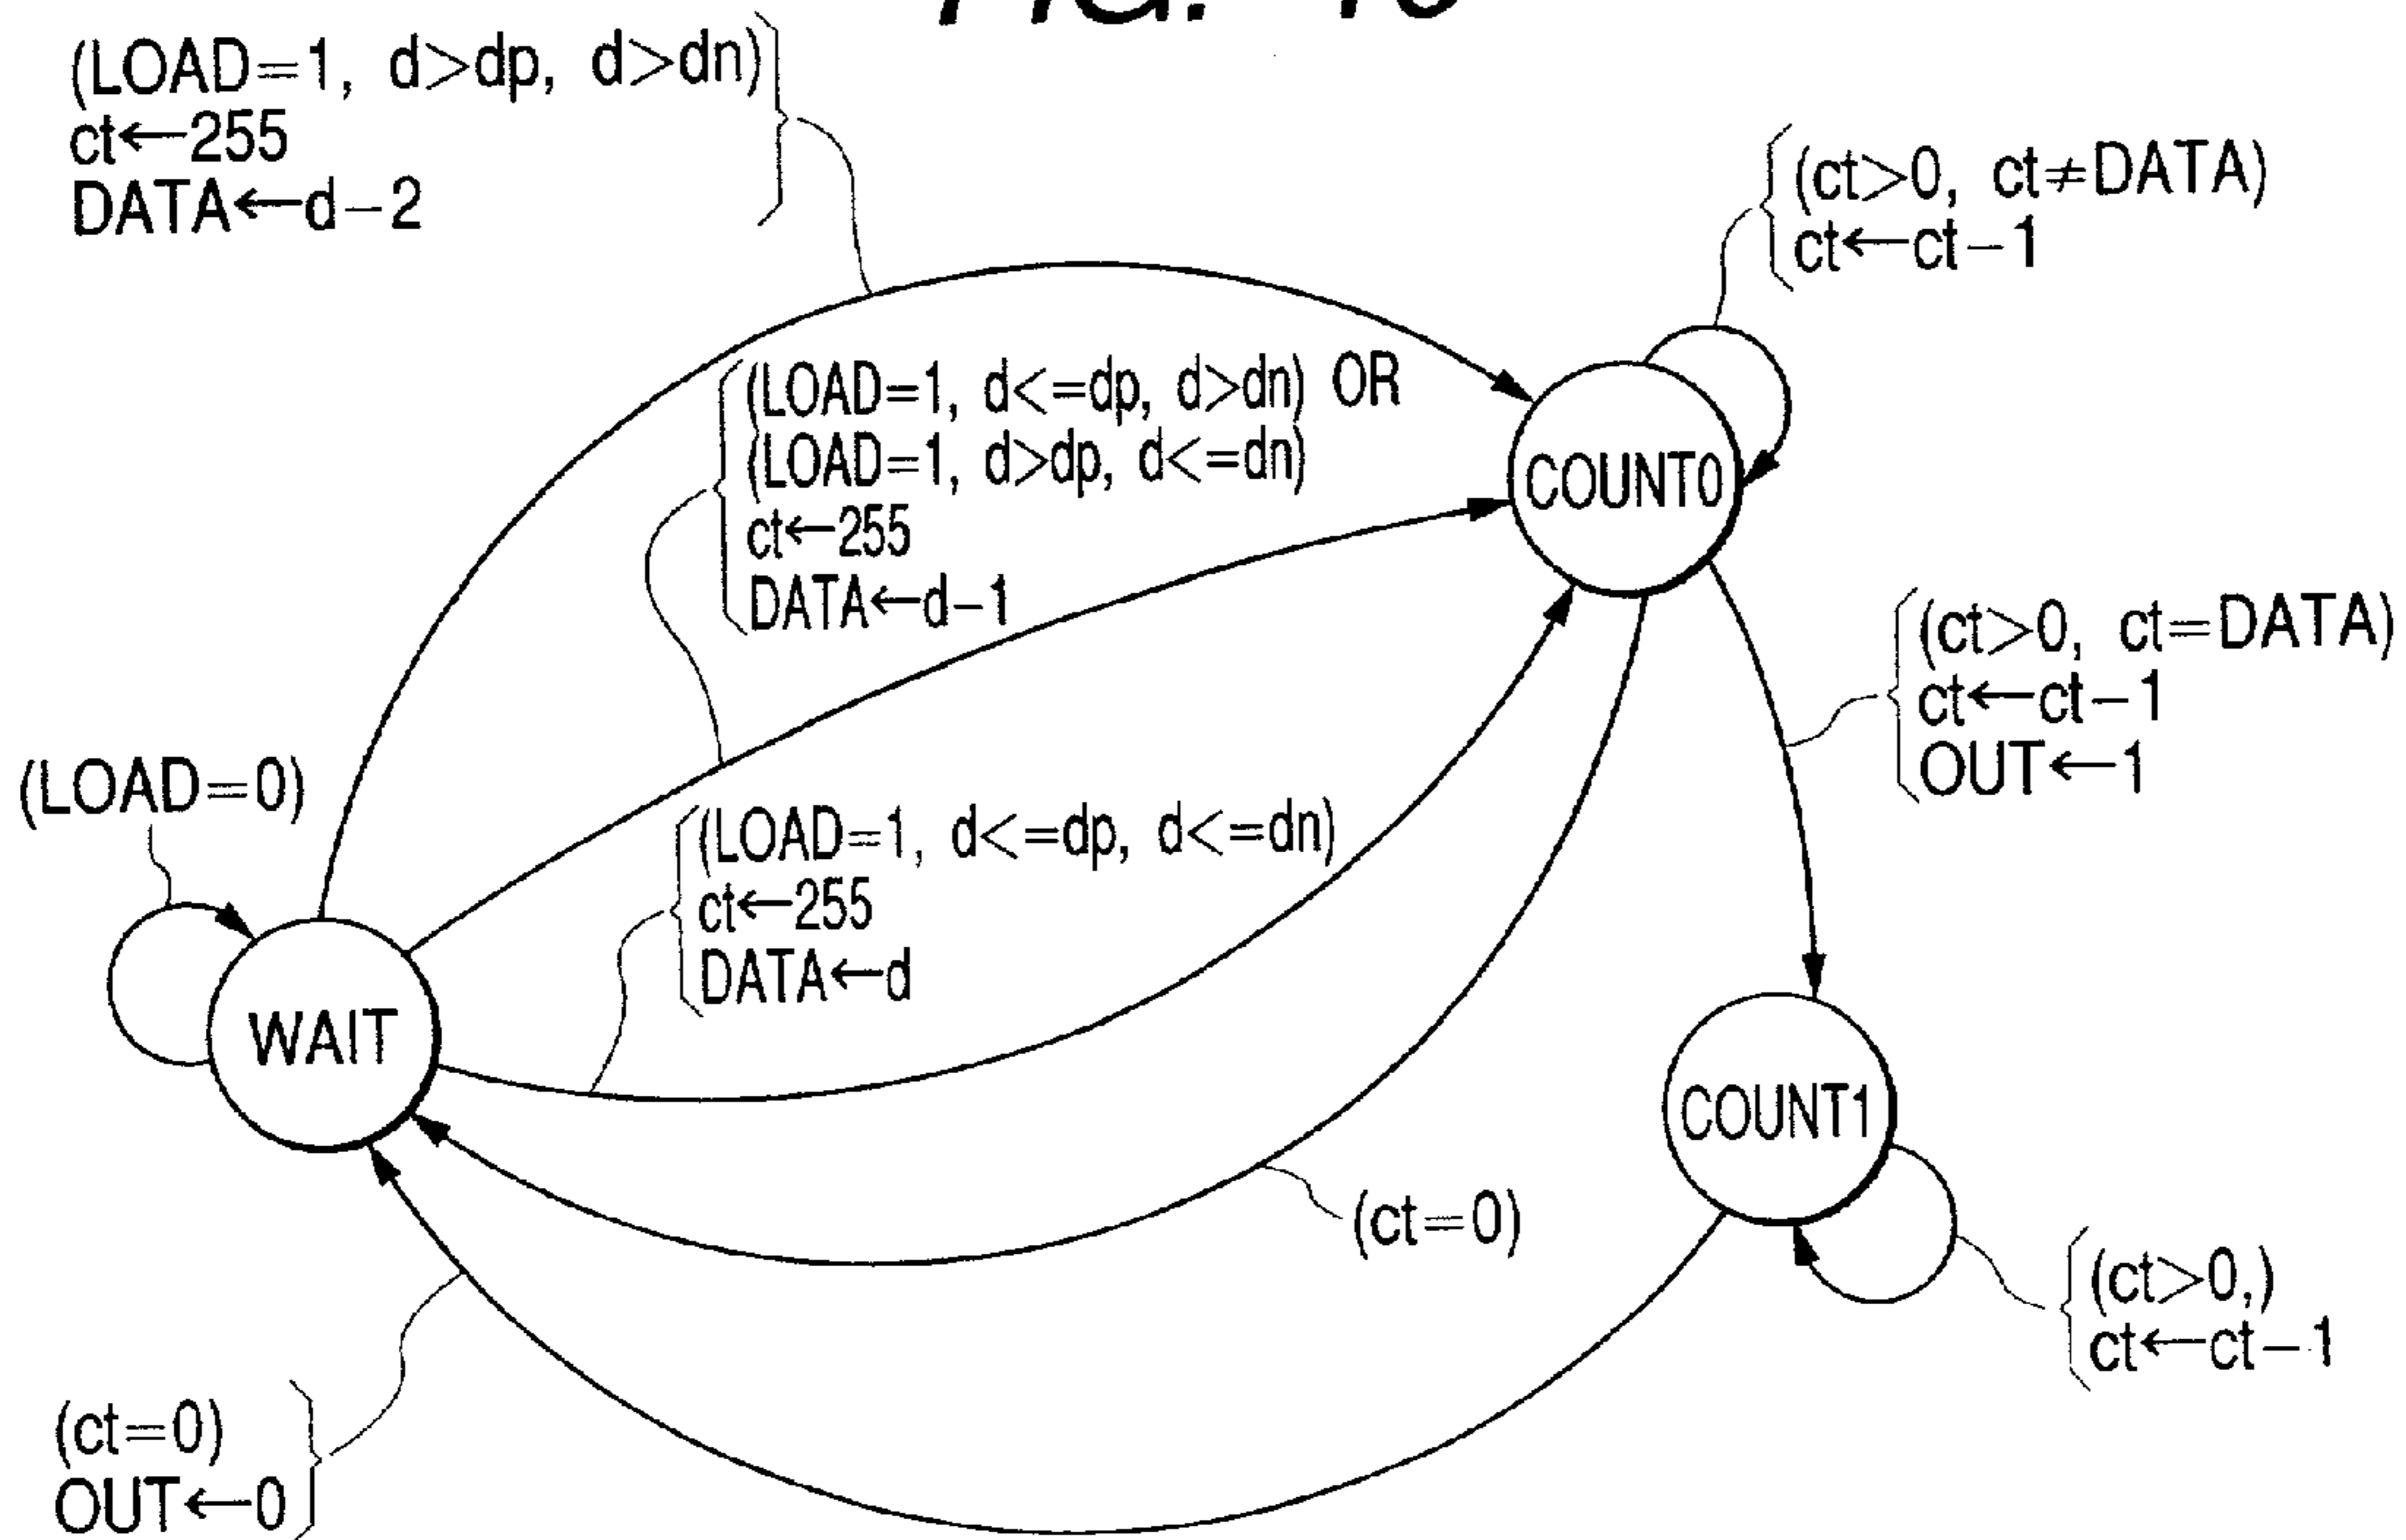 (LOAD=1, d>dp, d>dn)
ct←255
DATA←d-2
(ct>0, ct≠DATA)
ct←ct-1
(LOAD=1, d<=dp, d>dn) OR
(LOAD=1, d>dp, d<=dn)
ct←255
DATA←d-1
COUNT0
(ct>0, ct=DATA)
ct←ct-1
OUT←1
(LOAD=0)
(LOAD=1, d<=dp, d<=dn)
ct←255
DATA←d
WAIT
COUNT1
(ct=0)
(ct>0,)
ct←ct-1
(ct=0)
OUT←0